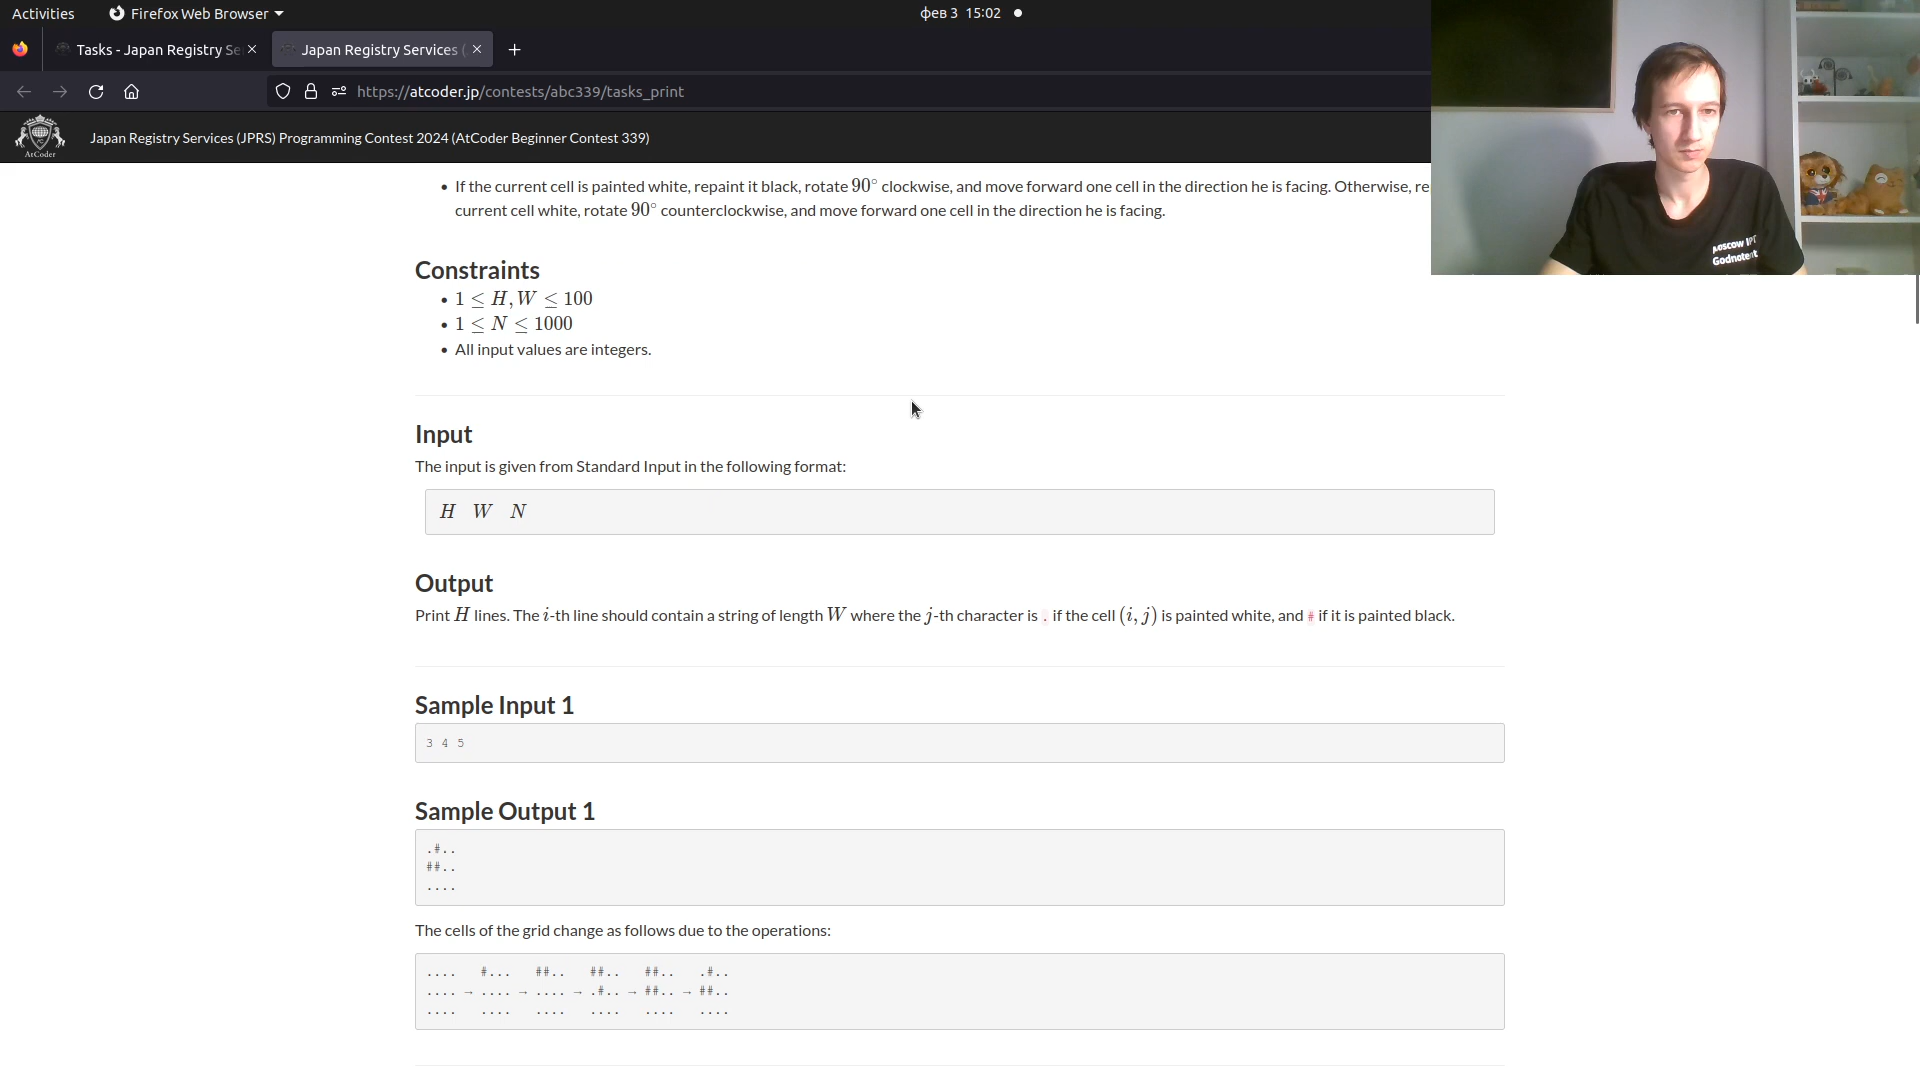 Activities
Firefox Web Browser
фев 3 15:02
Tasks - Japan Registry Se
Japan Registry Services (
https://atcoder.jp/contests/abc339/tasks_print
AtCoder
Japan Registry Services (JPRS) Programming Contest 2024 (AtCoder Beginner Contest 339)
Moscow IPT
• If the current cell is painted white, repaint it black, rotate 90° clockwise, and move forward one cell in the direction he is facing. Otherwise, re
current cell white, rotate 90° counterclockwise, and move forward one cell in the direction he is facing.
Constraints
• 1 ≤ H, W ≤ 100
• 1 ≤ N ≤ 1000
• All input values are integers.
Input
The input is given from Standard Input in the following format:
H W N
Output
Print H lines. The i-th line should contain a string of length W where the j-th character is . if the cell (i, j) is painted white, and # if it is painted black.
Sample Input 1
3 4 5
Sample Output 1
.#..
##..
....
The cells of the grid change as follows due to the operations:
.... #... ##.. ##.. ##.. .#..
.... → .... → .... → .#.. → ##.. → ##..
.... .... .... .... .... ....